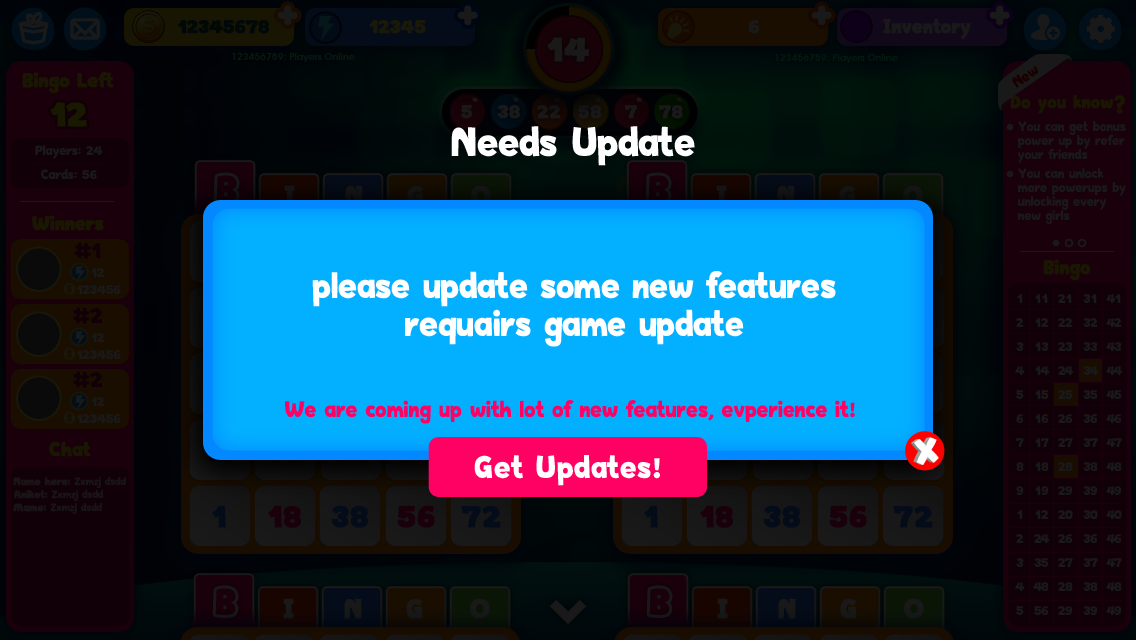 12345678
12345
14
6
Inventory
123456789: Players Online
123456789: Players Online
5 38 22 58 7 78
Needs Update
Bingo Left
12
Players: 24
Cards: 56
Winners
#1
12
123456
#2
12
123456
#2
12
123456
Chat
Name here: Zxmzj dsdd
Aniket: Zxmzj dsdd
Mame: Zxmzj dsdd
B I N G O
B I N G O
please update some new features
requairs game update
We are coming up with lot of new features, evperience it!
Get Updates!
X
1 18 38 56 72
1 18 38 56 72
B I N G O
B I N G O
New
Do you know?
You can get bonus
power up by refer
your friends
You can unlock
more powerups by
unlocking every
new girls
Bingo
1 11 21 31 41
2 12 22 32 42
3 13 23 33 43
4 14 24 34 44
5 15 25 35 45
6 16 26 36 46
7 17 27 37 47
8 18 28 38 48
9 19 29 39 49
1 12 20 30 40
2 24 26 36 46
3 35 27 37 47
4 48 28 38 48
5 56 29 39 49